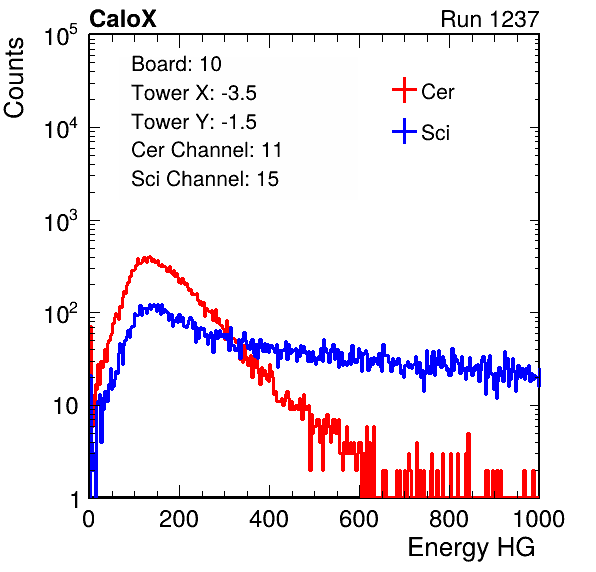 CaloX Run 1237
Counts
Board: 10
Tower X: -3.5
Tower Y: -1.5
Cer Channel: 11
Sci Channel: 15
Cer
Sci
10^5
10^4
10^3
10^2
10
1
0 200 400 600 800 1000
Energy HG